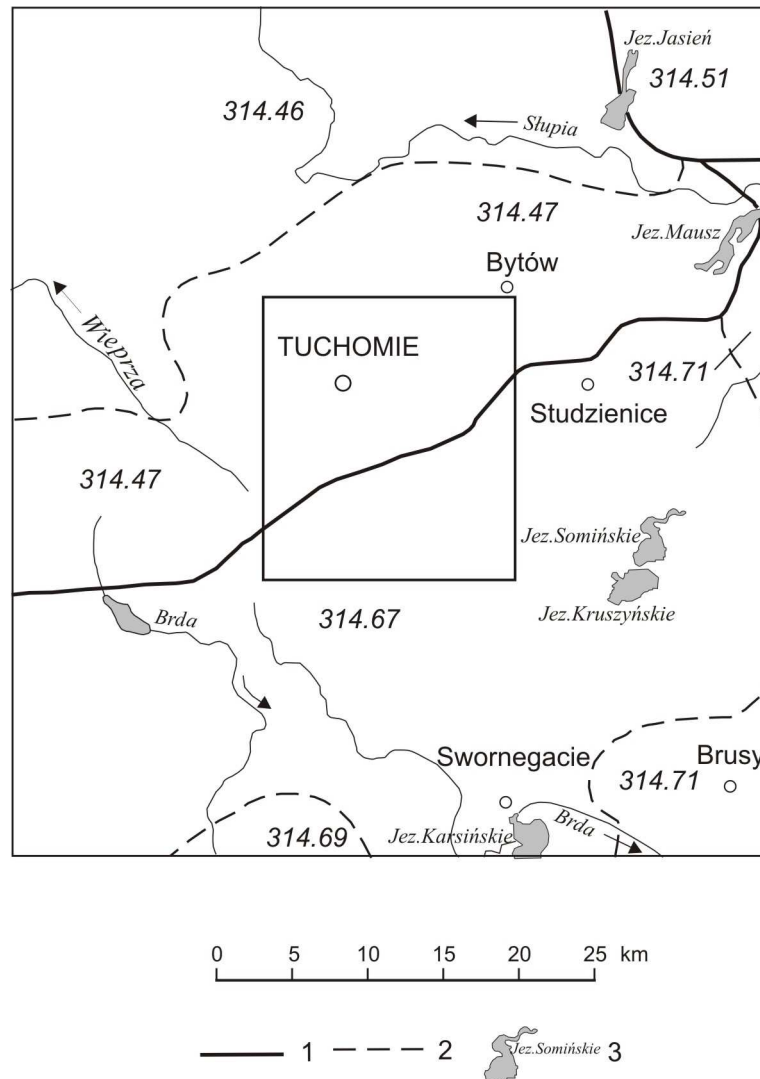 Jez.Jasień
314.51
314.46
Słupia
314.47
Jez.Mausz
Bytów
Wieprza
TUCHOMIE
314.71
Studzienice
314.47
Jez.Somińskie
Jez.Kruszyńskie
Brda
314.67
Swornegacie
Brusy
314.71
Brda
314.69
Jez.Karsińskie
0 5 10 15 20 25 km
1 2 Jez.Somińskie 3